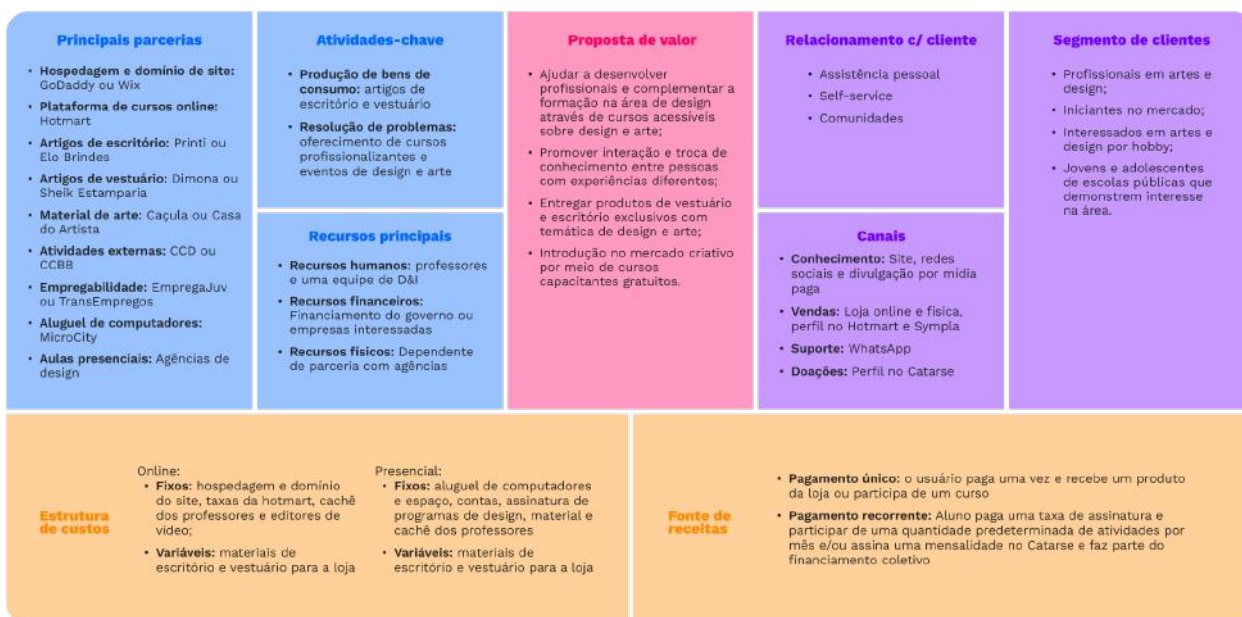 Principais parcerias
• Hospedagem e domínio de site:
GoDaddy ou Wix
• Plataforma de cursos online:
Hotmart
• Artigos de escritório: Printi ou
Elo Brindes
• Artigos de vestuário: Dimona ou
Sheik Estamparia
• Material de arte: Caçula ou Casa
do Artista
• Atividades externas: CCD ou
CCBB
• Empregabilidade: EmpregaJuv
ou TransEmpregos
• Aluguel de computadores:
MicroCity
• Aulas presenciais: Agências de
design
Atividades-chave
• Produção de bens de
consumo: artigos de
escritório e vestuário
• Resolução de problemas:
oferecimento de cursos
profissionalizantes e
eventos de design e arte
Recursos principais
• Recursos humanos: professores
e uma equipe de D&I
• Recursos financeiros:
Financiamento do governo ou
empresas interessadas
• Recursos físicos: Dependente
de parceria com agências
Proposta de valor
• Ajudar a desenvolver
profissionais e complementar a
formação na área de design
através de cursos acessíveis
sobre design e arte;
• Promover interação e troca de
conhecimento entre pessoas
com experiências diferentes;
• Entregar produtos de vestuário
e escritório exclusivos com
temática de design e arte;
• Introdução no mercado criativo
por meio de cursos
capacitantes gratuitos.
Relacionamento c/ cliente
• Assistência pessoal
• Self-service
• Comunidades
Canais
• Conhecimento: Site, redes
sociais e divulgação por mídia
paga
• Vendas: Loja online e física,
perfil no Hotmart e Sympla
• Suporte: WhatsApp
• Doações: Perfil no Catarse
Segmento de clientes
• Profissionais em artes e
design;
• Iniciantes no mercado;
• Interessados em artes e
design por hobby;
• Jovens e adolescentes
de escolas públicas que
demonstrem interesse
na área.
Estrutura
de custos
Online:
• Fixos: hospedagem e domínio
do site, taxas da hotmart, cachê
dos professores e editores de
vídeo;
• Variáveis: materiais de
escritório e vestuário para a loja
Presencial:
• Fixos: aluguel de computadores
e espaço, contas, assinatura de
programas de design, material e
cachê dos professores
• Variáveis: materiais de
escritório e vestuário para a loja
Fonte de
receitas
• Pagamento único: o usuário paga uma vez e recebe um produto
da loja ou participa de um curso
• Pagamento recorrente: Aluno paga uma taxa de assinatura e
participar de uma quantidade predeterminada de atividades por
mês e/ou assina uma mensalidade no Catarse e faz parte do
financiamento coletivo